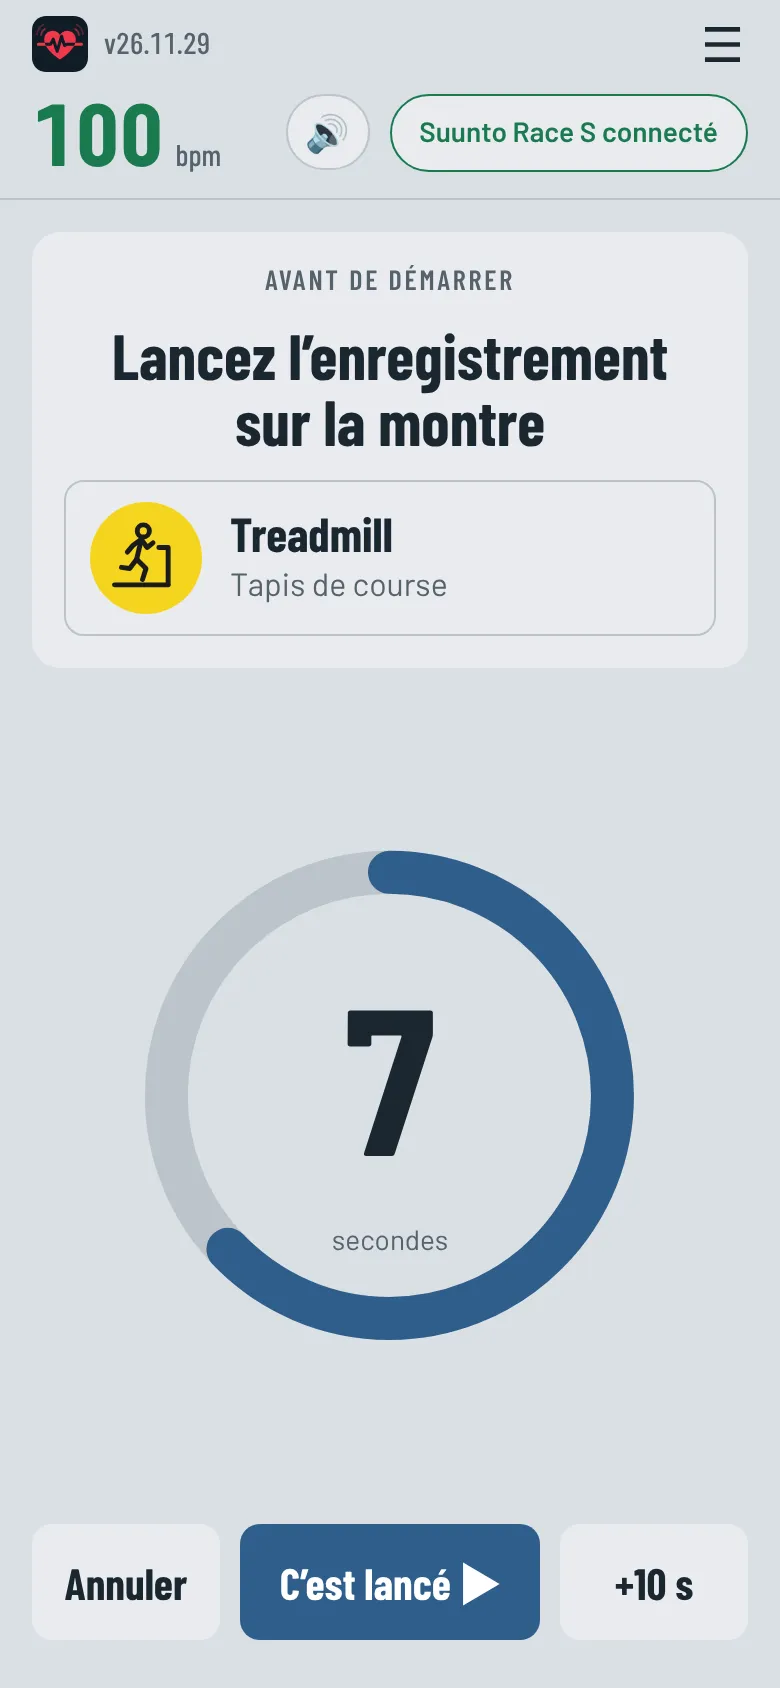 v26.11.29
100 bpm
Suunto Race S connecté
AVANT DE DÉMARRER
Lancez l’enregistrement
sur la montre
Treadmill
Tapis de course
7
secondes
Annuler
C’est lancé
+10 s